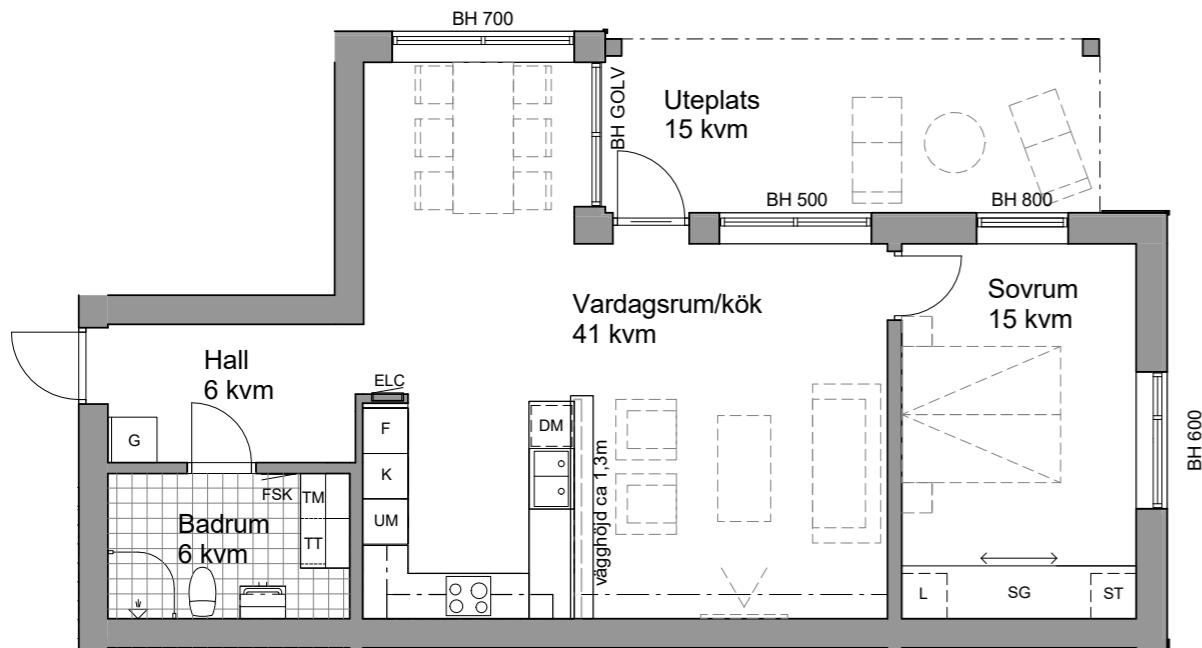 BH 700
BH GOLV
Uteplats
15 kvm
BH 500
BH 800
Vardagsrum/kök
41 kvm
Sovrum
15 kvm
Hall
6 kvm
ELC
G
F
DM
K
BH 600
FSK
TM
UM
vägghöjd ca 1,3m
Badrum
6 kvm
TT
L
SG
ST